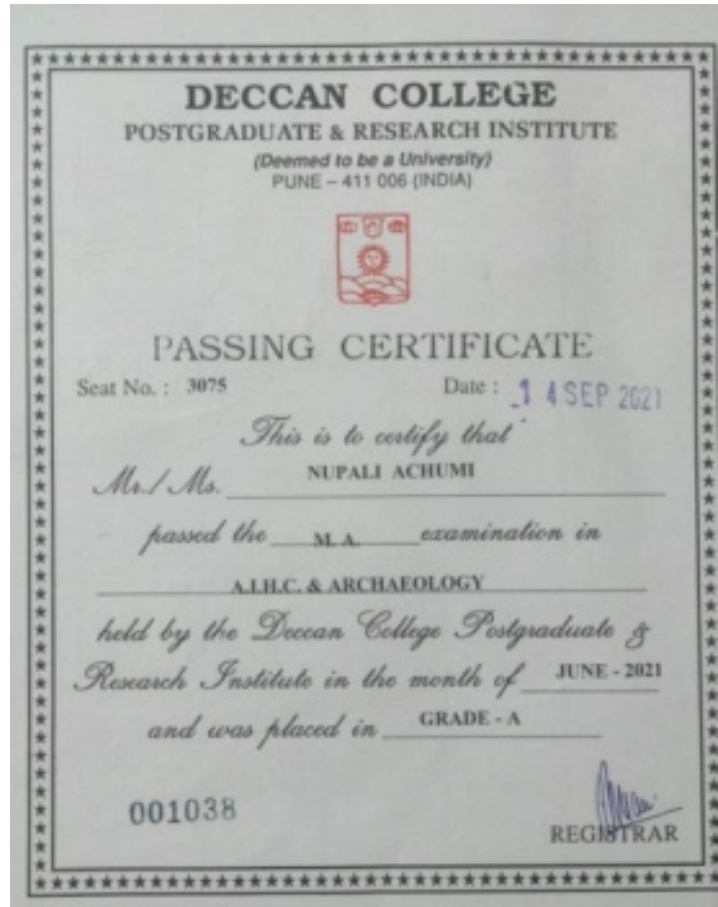 DECCAN COLLEGE
POSTGRADUATE & RESEARCH INSTITUTE
(Deemed to be a University)
PUNE – 411 006 (INDIA)
PASSING CERTIFICATE
Seat No. : 3075 Date : 14 SEP 2021
This is to certify that
Mr./Ms. NUPALI ACHUMI
passed the M. A. examination in
A.I.H.C. & ARCHAEOLOGY
held by the Deccan College Postgraduate &
Research Institute in the month of JUNE - 2021
and was placed in GRADE - A
001038
REGISTRAR